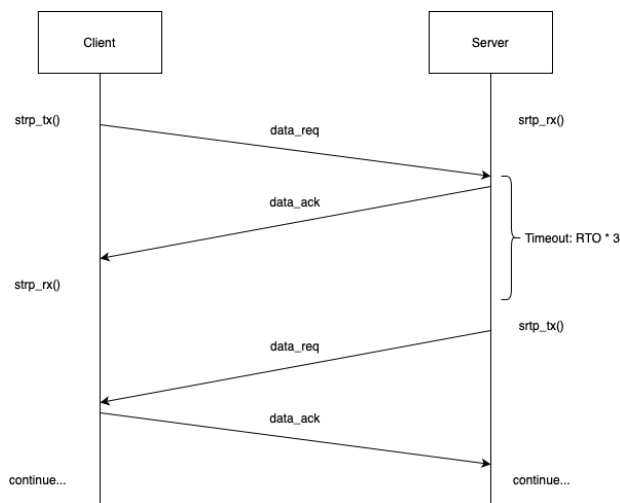 Client
Server
strp_tx()
srtp_rx()
data_req
data_ack
Timeout: RTO * 3
strp_rx()
srtp_tx()
data_req
data_ack
continue...
continue...